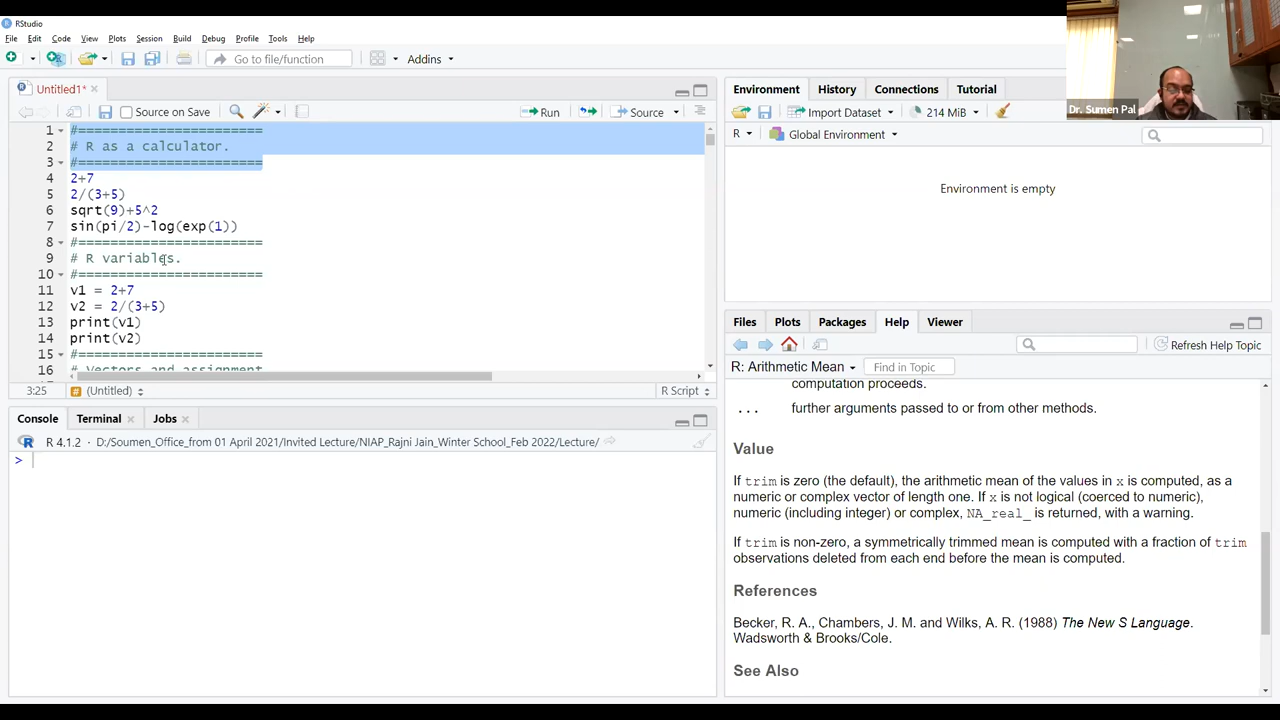 RStudio
File Edit Code View Plots Session Build Debug Profile Tools Help
Go to file/function Addins
Untitled1*
Source on Save Run Source
1 #========================
2 # R as a calculator.
3 #========================
4 2+7
5 2/(3+5)
6 sqrt(9)+5^2
7 sin(pi/2)-log(exp(1))
8 #========================
9 # R variables.
10 #========================
11 v1 = 2+7
12 v2 = 2/(3+5)
13 print(v1)
14 print(v2)
15 #========================
16 # Vectors and assignment
3:25 (Untitled) R Script
Console Terminal Jobs
R 4.1.2 · D:/Soumen_Office_from 01 April 2021/Invited Lecture/NIAP_Rajni Jain_Winter School_Feb 2022/Lecture/
>
Environment History Connections Tutorial
Import Dataset 214 MiB
R Global Environment
Environment is empty
Files Plots Packages Help Viewer
Refresh Help Topic
R: Arithmetic Mean Find in Topic
computation proceeds.
... further arguments passed to or from other methods.
Value
If trim is zero (the default), the arithmetic mean of the values in x is computed, as a
numeric or complex vector of length one. If x is not logical (coerced to numeric),
numeric (including integer) or complex, NA_real_ is returned, with a warning.
If trim is non-zero, a symmetrically trimmed mean is computed with a fraction of trim
observations deleted from each end before the mean is computed.
References
Becker, R. A., Chambers, J. M. and Wilks, A. R. (1988) The New S Language.
Wadsworth & Brooks/Cole.
See Also
Dr. Sumen Pal